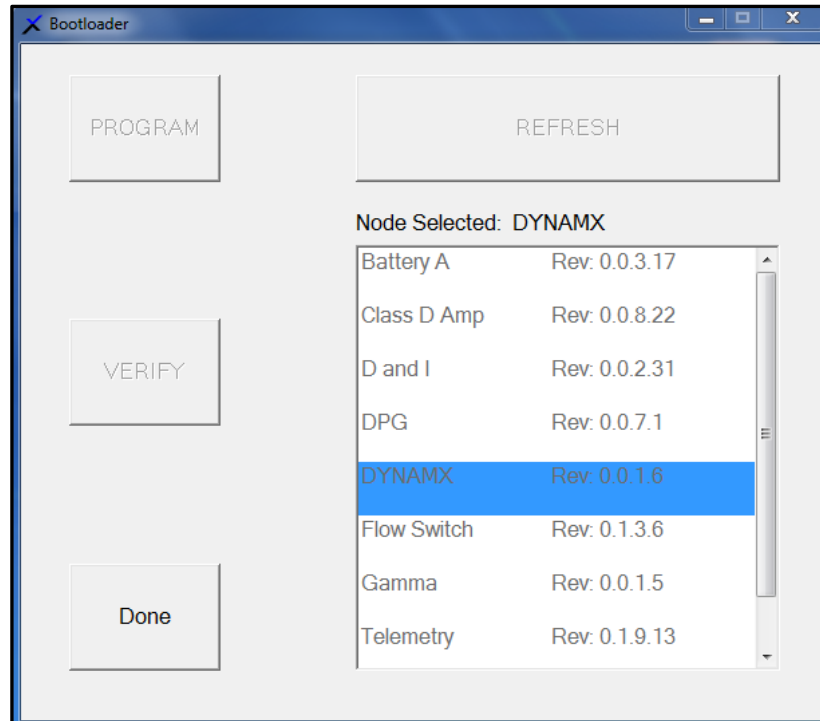 Bootloader
PROGRAM
REFRESH
Node Selected: DYNAMX
Battery A Rev: 0.0.3.17
Class D Amp Rev: 0.0.8.22
VERIFY
D and I Rev: 0.0.2.31
DPG Rev: 0.0.7.1
DYNAMX Rev: 0.0.1.6
Flow Switch Rev: 0.1.3.6
Gamma Rev: 0.0.1.5
Done
Telemetry Rev: 0.1.9.13